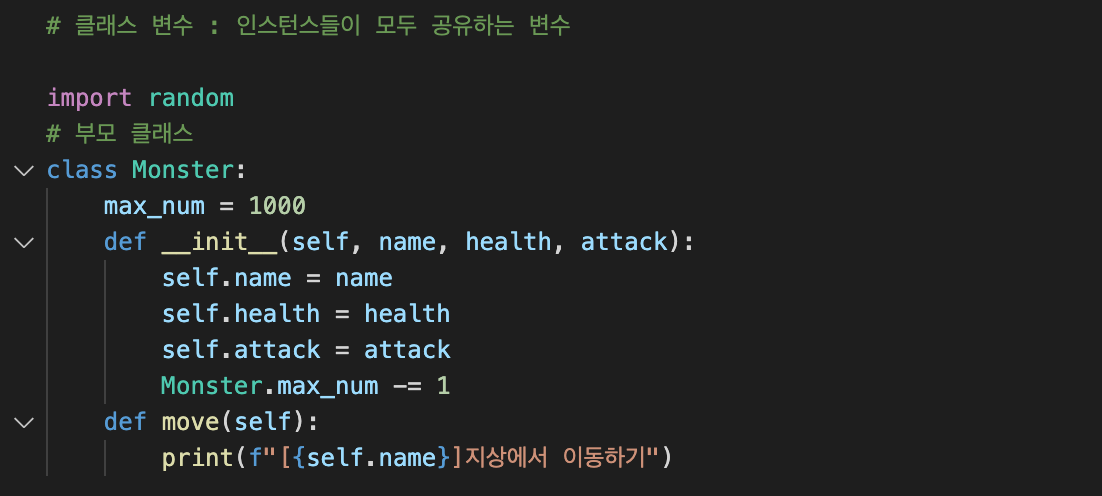 # 클래스 변수 : 인스턴스들이 모두 공유하는 변수
import random
# 부모 클래스
class Monster:
    max_num = 1000
    def __init__(self, name, health, attack):
        self.name = name
        self.health = health
        self.attack = attack
        Monster.max_num -= 1
    def move(self):
        print(f"[{self.name}]지상에서 이동하기")